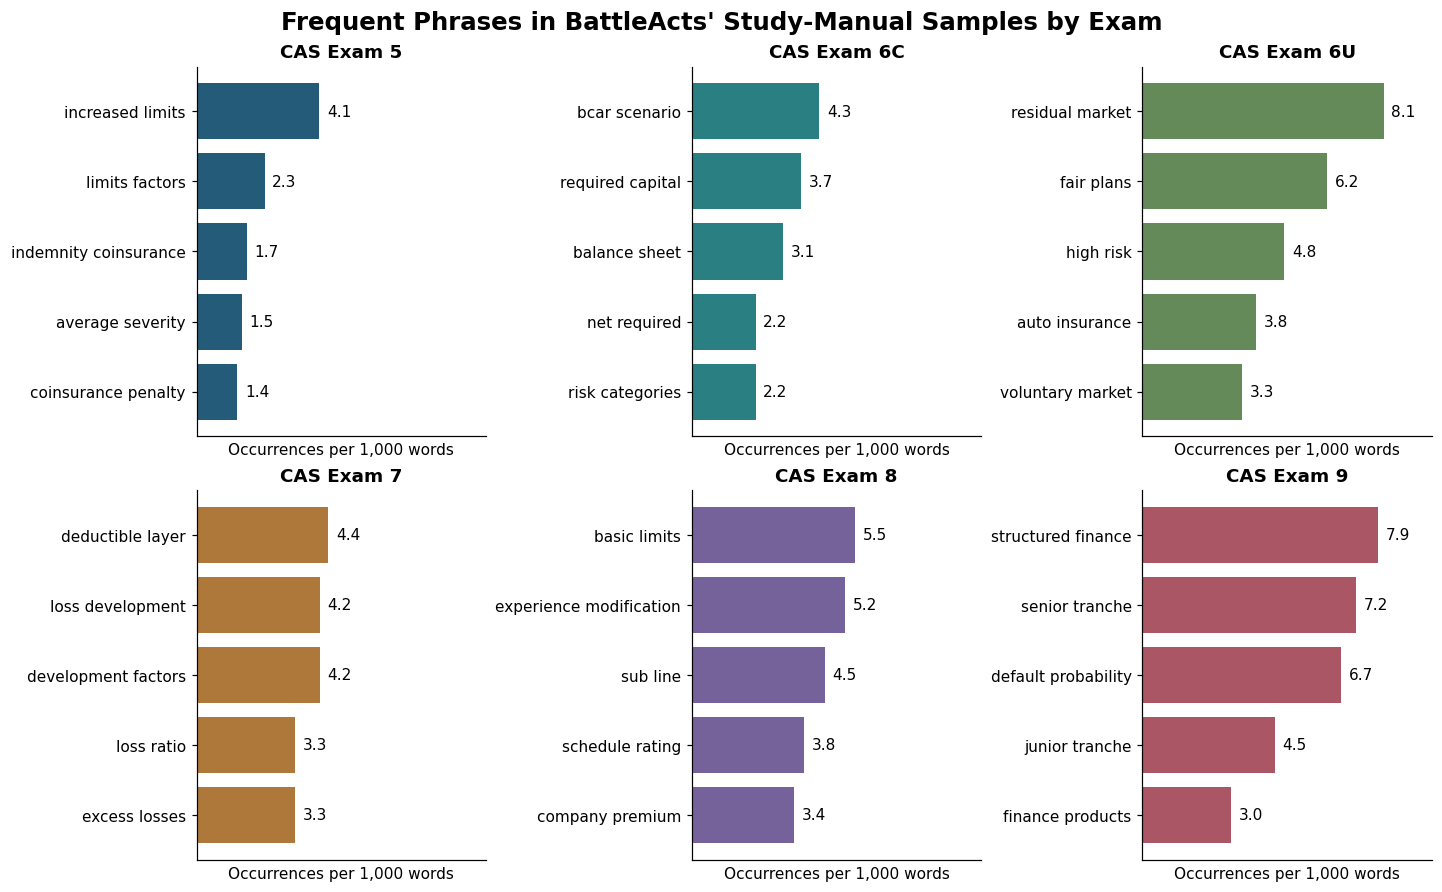 Frequent Phrases in BattleActs' Study-Manual Samples by Exam
CAS Exam 5
increased limits 4.1
limits factors 2.3
indemnity coinsurance 1.7
average severity 1.5
coinsurance penalty 1.4
Occurrences per 1,000 words
CAS Exam 6C
bcar scenario 4.3
required capital 3.7
balance sheet 3.1
net required 2.2
risk categories 2.2
Occurrences per 1,000 words
CAS Exam 6U
residual market 8.1
fair plans 6.2
high risk 4.8
auto insurance 3.8
voluntary market 3.3
Occurrences per 1,000 words
CAS Exam 7
deductible layer 4.4
loss development 4.2
development factors 4.2
loss ratio 3.3
excess losses 3.3
Occurrences per 1,000 words
CAS Exam 8
basic limits 5.5
experience modification 5.2
sub line 4.5
schedule rating 3.8
company premium 3.4
Occurrences per 1,000 words
CAS Exam 9
structured finance 7.9
senior tranche 7.2
default probability 6.7
junior tranche 4.5
finance products 3.0
Occurrences per 1,000 words